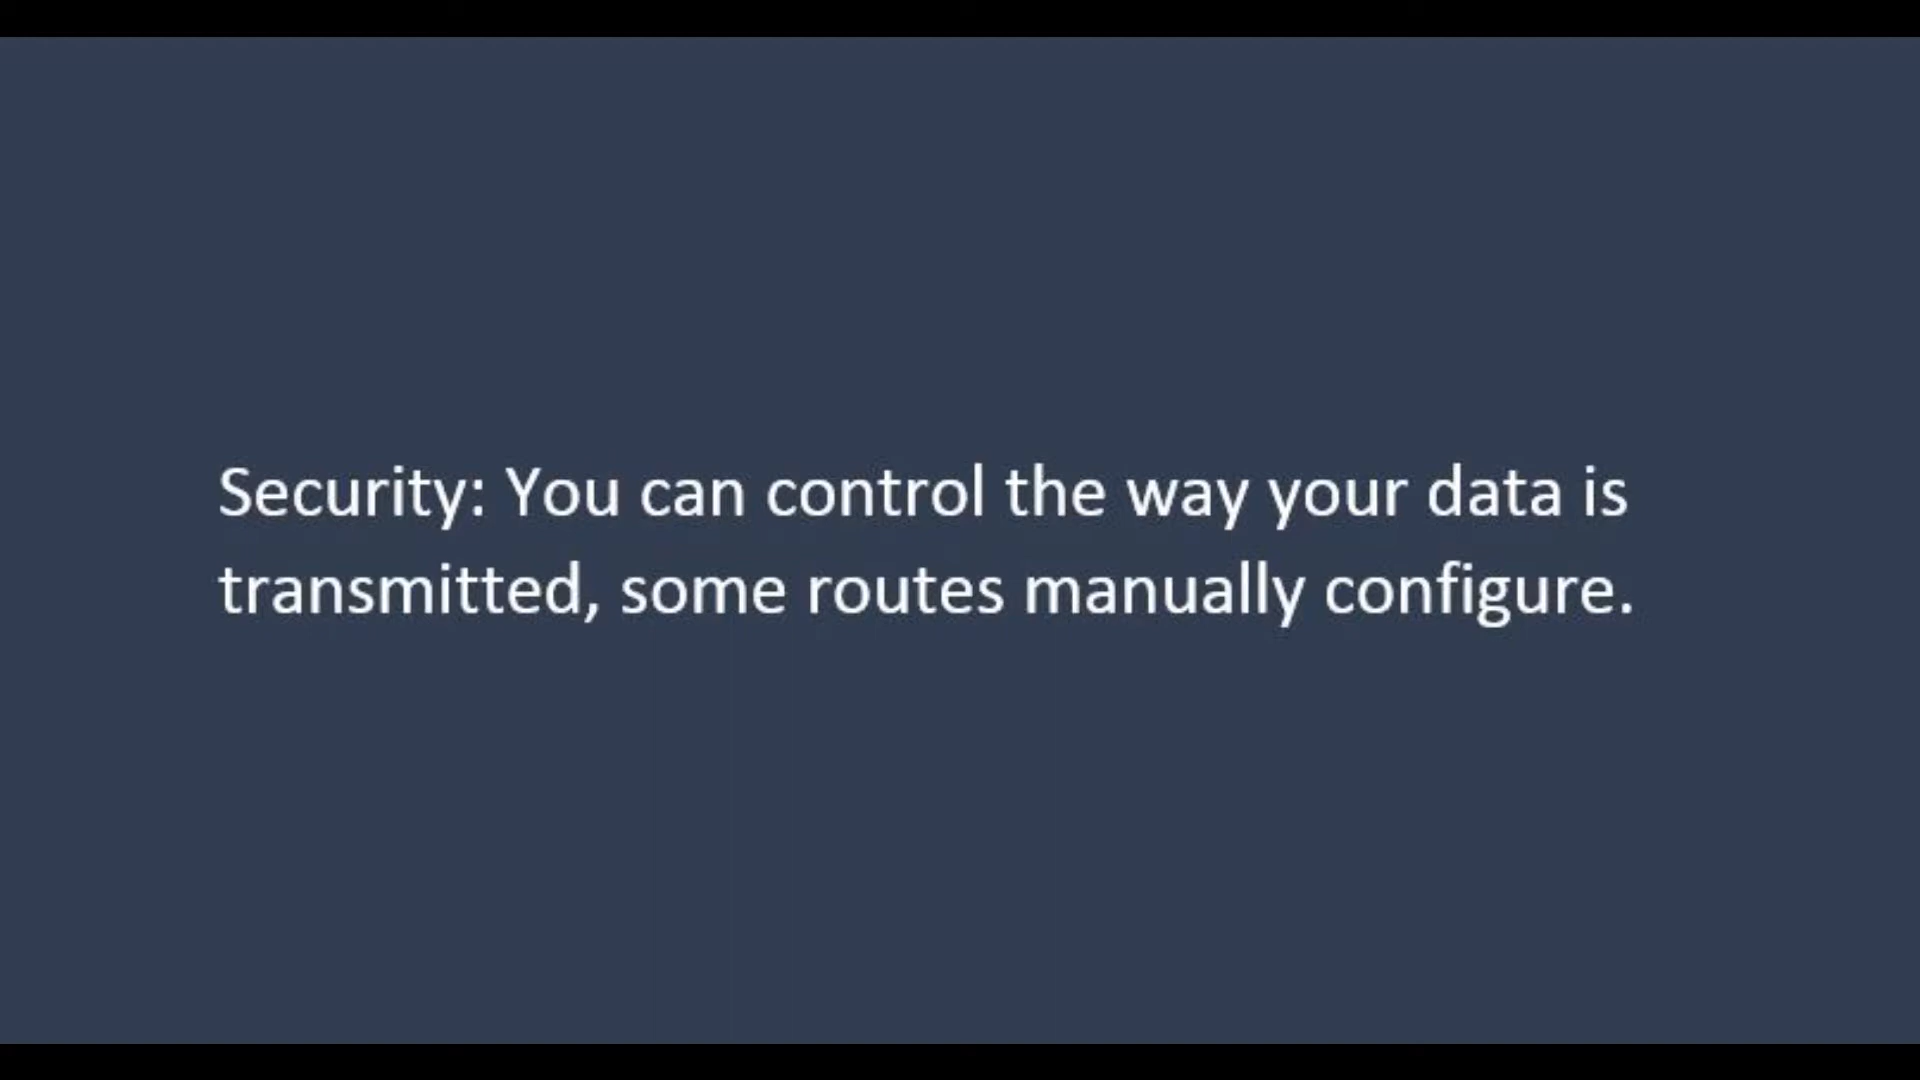 Security: You can control the way your data is
transmitted, some routes manually configure.